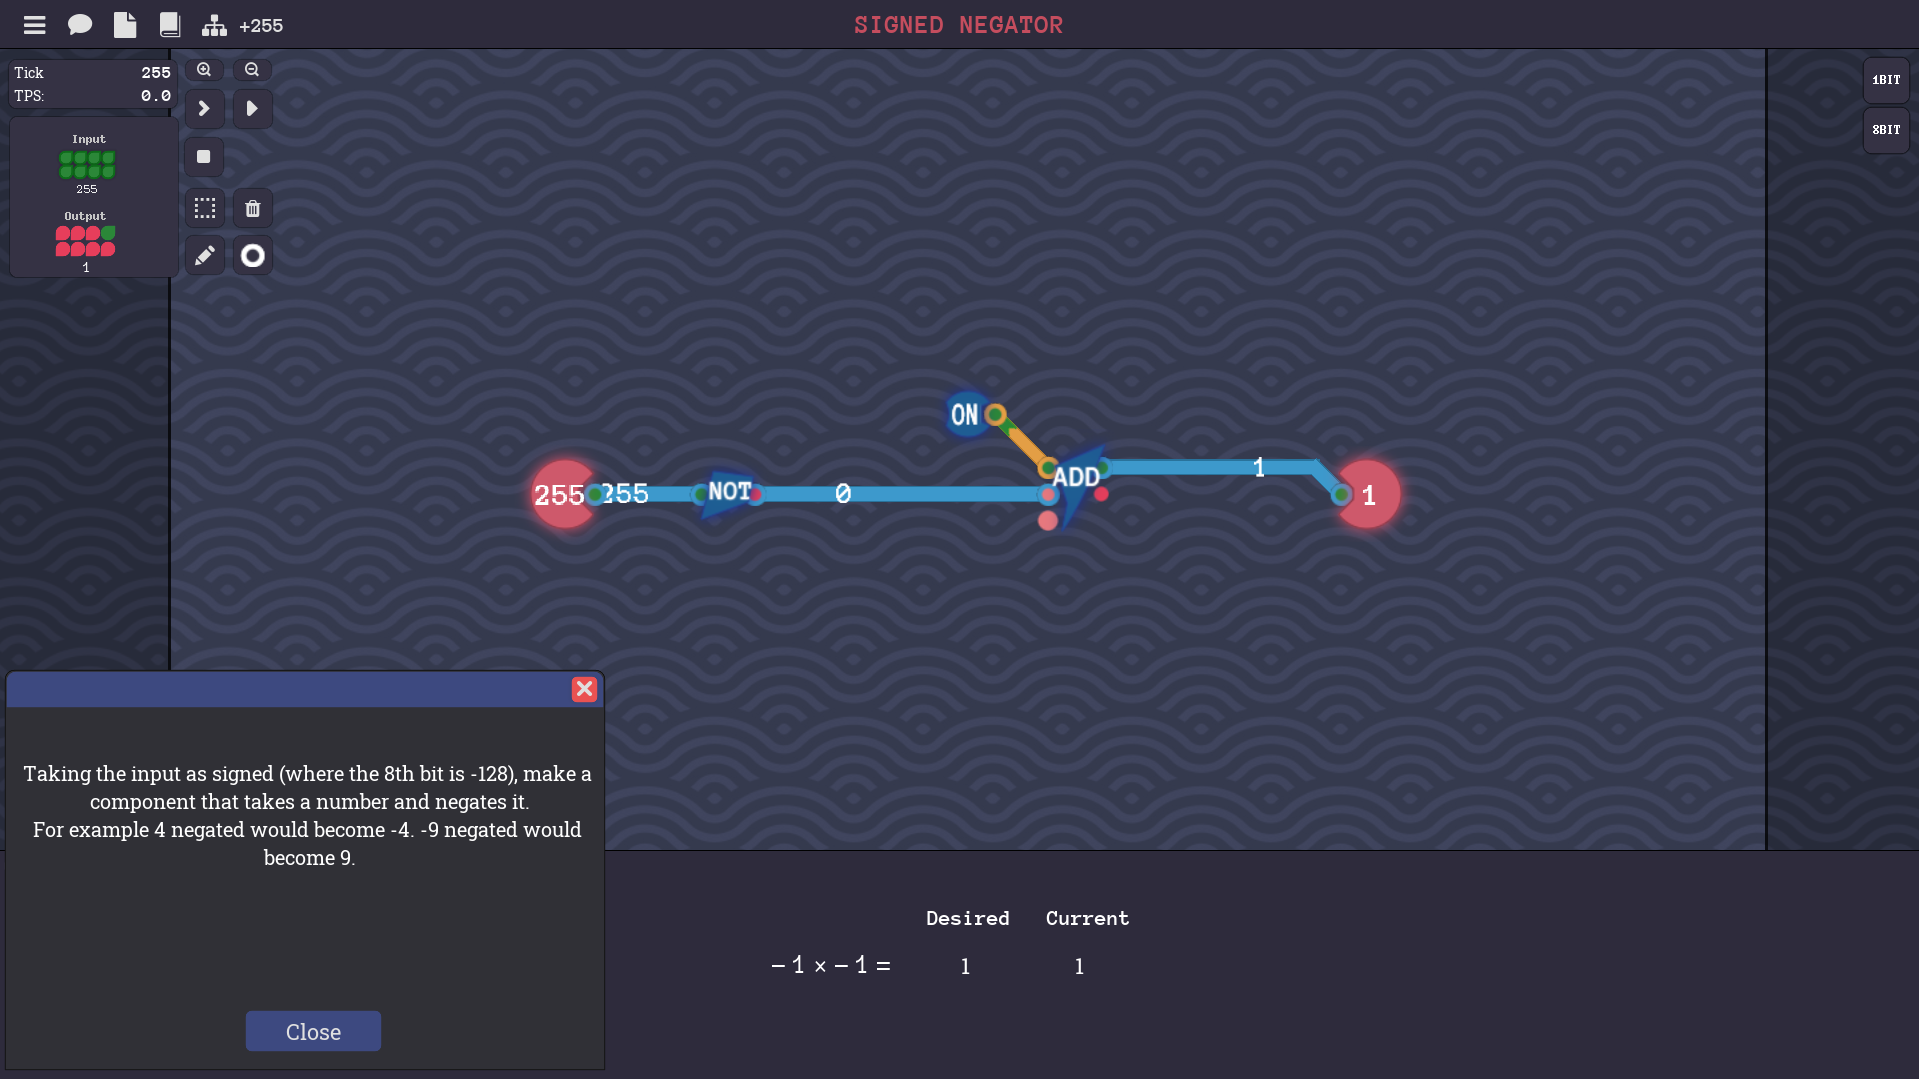 +255
SIGNED NEGATOR
Tick 255
TPS: 0.0
1BIT
8BIT
Input
255
Output
1
ON
255 255 NOT 0 ADD 1 1
Taking the input as signed (where the 8th bit is -128), make a
component that takes a number and negates it.
For example 4 negated would become -4. -9 negated would
become 9.
Close
Desired Current
−1×−1= 1 1